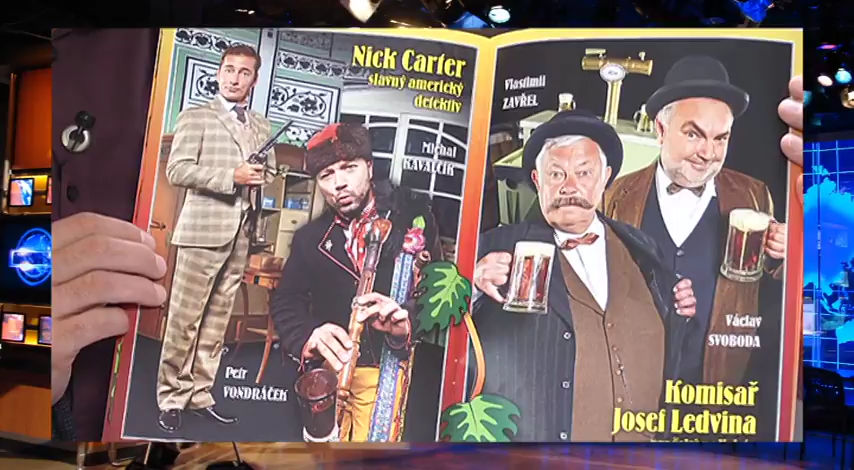 Nick Carter
slavný americký
detektiv
Michal
KAVALČÍK
Petr
VONDRÁČEK
Vlastimil
ZAVŘEL
Václav
SVOBODA
Komisař
Josef Ledvina